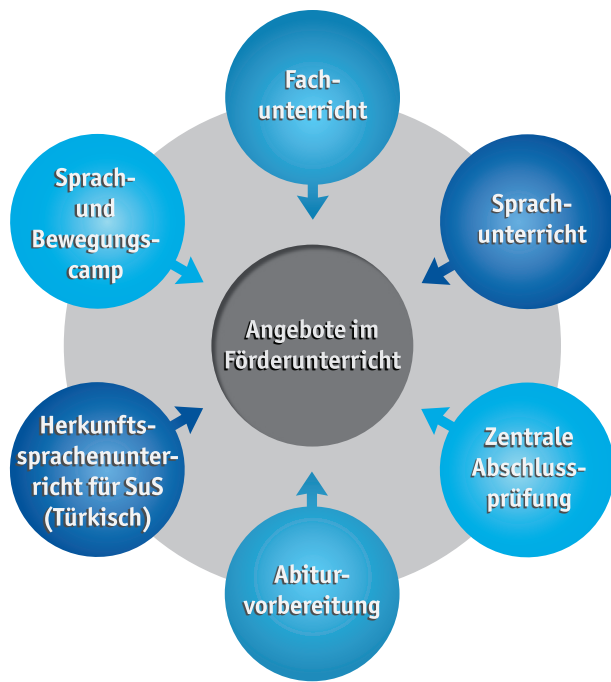 Fach-
unterricht
Sprach-
unterricht
Zentrale
Abschluss-
prüfung
Abitur-
vorbereitung
Herkunfts-
sprachenunter-
richt für SuS
(Türkisch)
Sprach-
und
Bewegungs-
camp
Angebote im
Förderunterricht